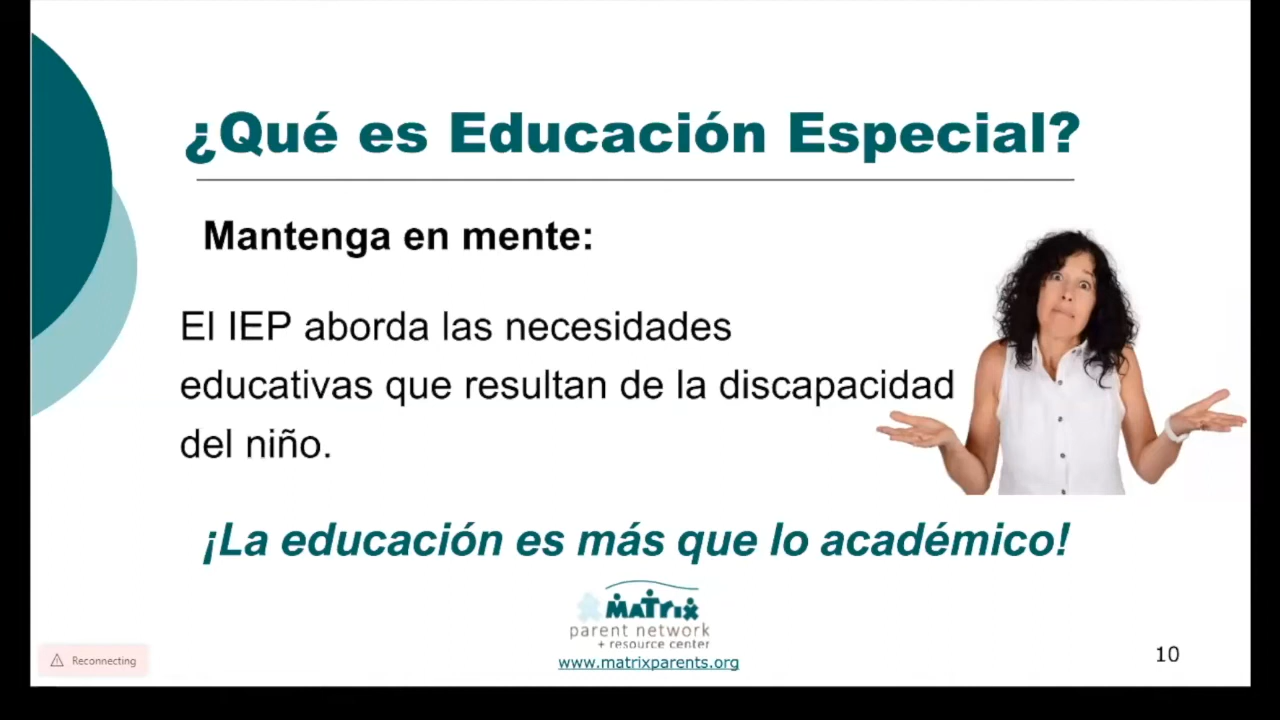 ¿Qué es Educación Especial?
Mantenga en mente:
El IEP aborda las necesidades
educativas que resultan de la discapacidad
del niño.
¡La educación es más que lo académico!
MATrix
parent network
+ resource center
www.matrixparents.org
Reconnecting
10